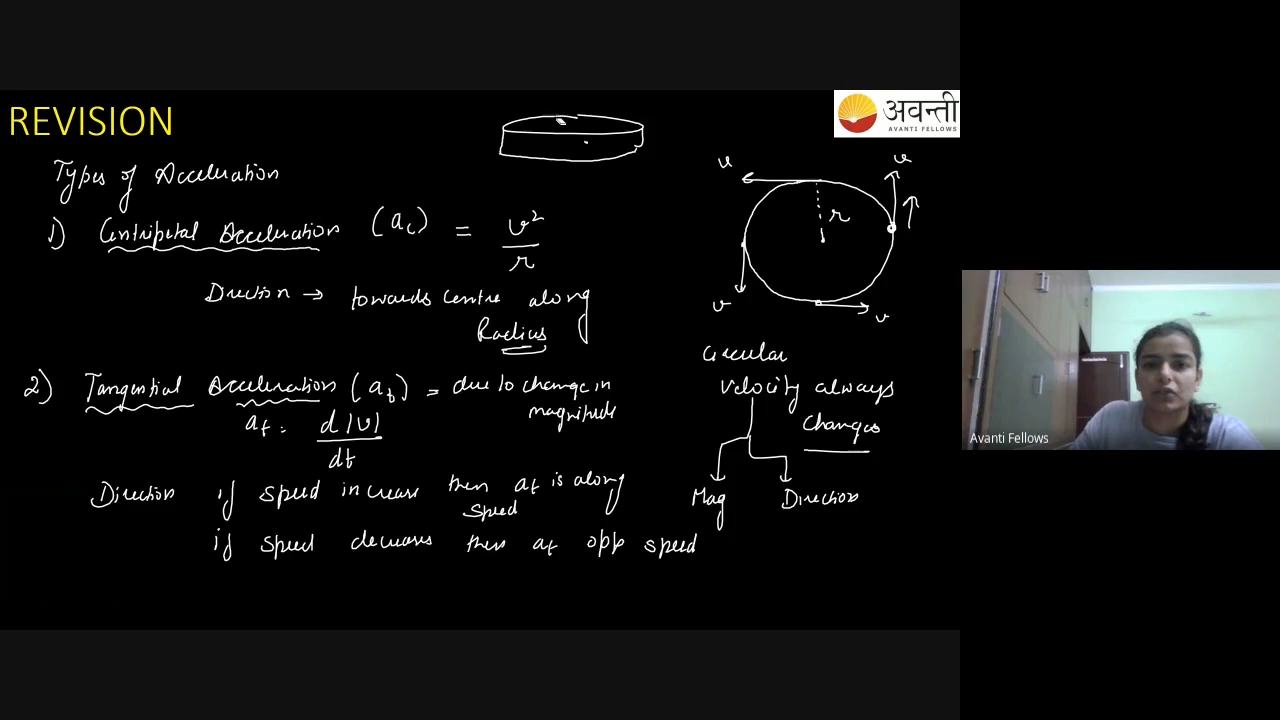 REVISION
अवन्ती
AVANTI FELLOWS
Types of Acceleration
1) Centripetal Acceleration (ac) = v²/r
Direction → towards centre along
Radius
2) Tangential Acceleration (at) = due to change in
magnitude
at = d|v|/dt
Direction if speed increase then at is along
speed
if speed decreases then at opp speed
v
v
r
v
v
circular
velocity always
changes
Mag Direction
Avanti Fellows